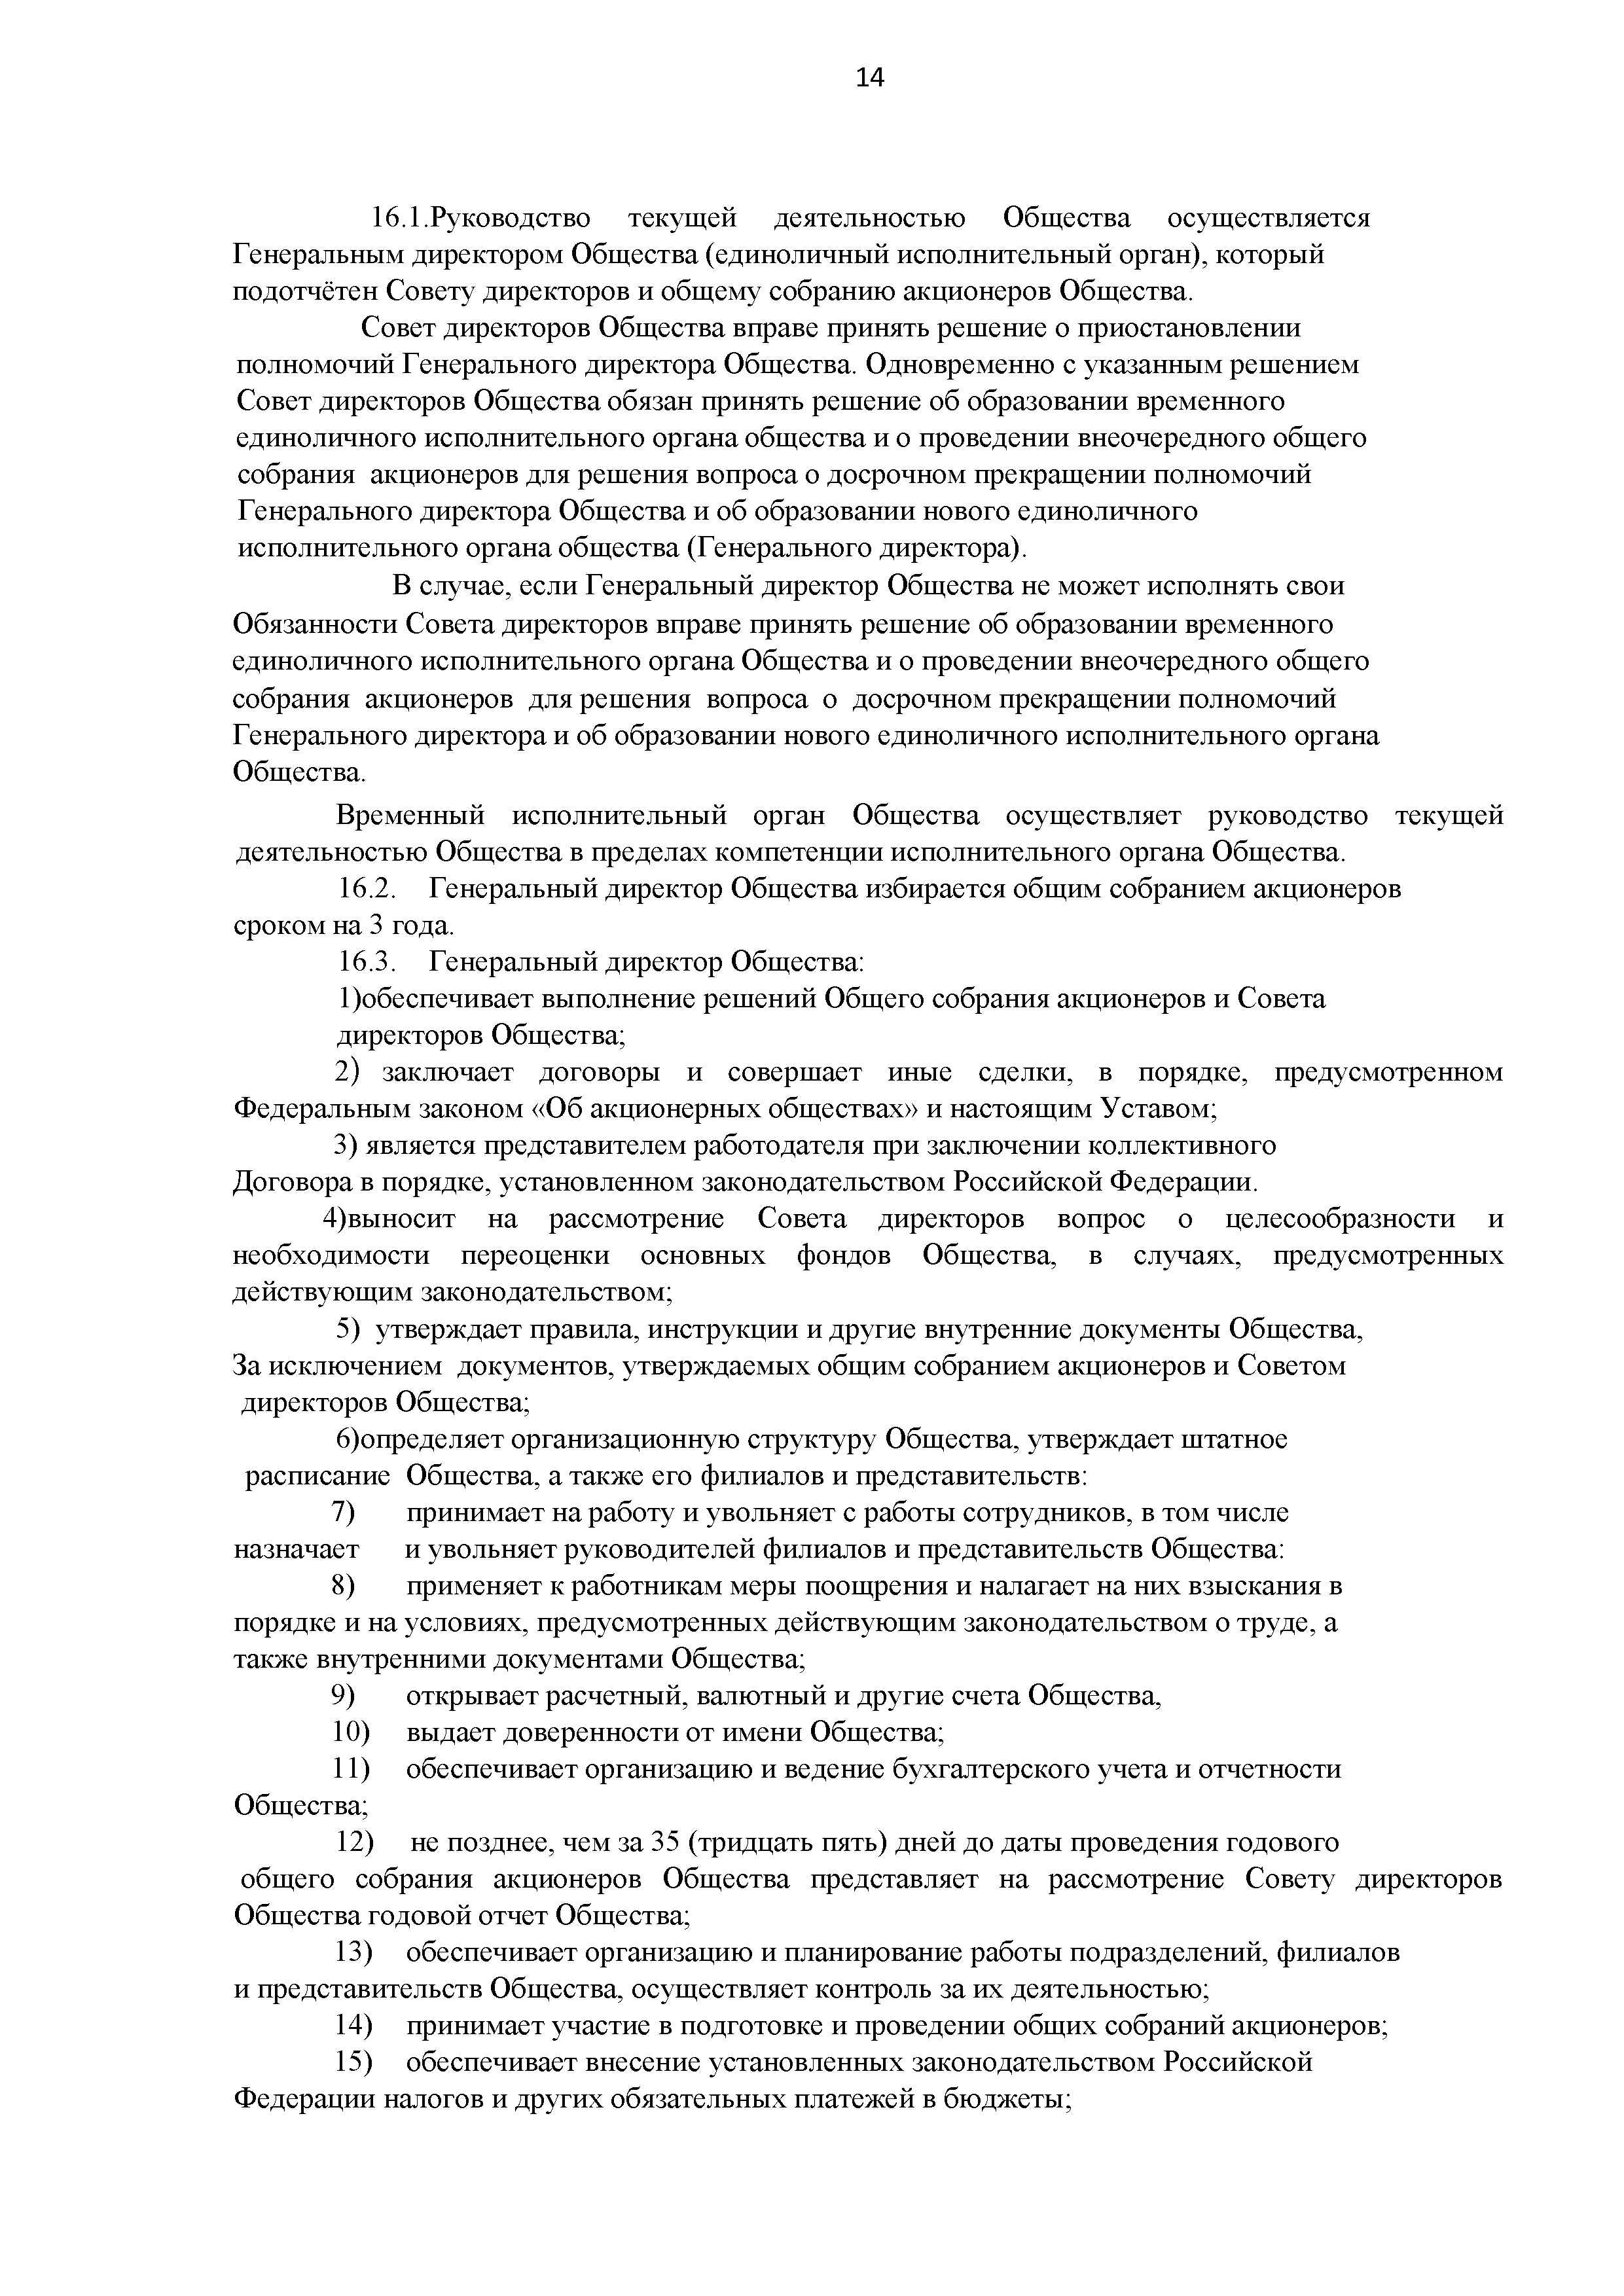 14
16.1.Руководство текущей деятельностью Общества осуществляется
Генеральным директором Общества (единоличный исполнительный орган), который
подотчётен Совету директоров и общему собранию акционеров Общества.
Совет директоров Общества вправе принять решение о приостановлении
полномочий Генерального директора Общества. Одновременно с указанным решением
Совет директоров Общества обязан принять решение об образовании временного
единоличного исполнительного органа общества и о проведении внеочередного общего
собрания акционеров для решения вопроса о досрочном прекращении полномочий
Генерального директора Общества и об образовании нового единоличного
исполнительного органа общества (Генерального директора).
В случае, если Генеральный директор Общества не может исполнять свои
Обязанности Совета директоров вправе принять решение об образовании временного
единоличного исполнительного органа Общества и о проведении внеочередного общего
собрания акционеров для решения вопроса о досрочном прекращении полномочий
Генерального директора и об образовании нового единоличного исполнительного органа
Общества.
Временный исполнительный орган Общества осуществляет руководство текущей
деятельностью Общества в пределах компетенции исполнительного органа Общества.
16.2. Генеральный директор Общества избирается общим собранием акционеров
сроком на 3 года.
16.3. Генеральный директор Общества:
1)обеспечивает выполнение решений Общего собрания акционеров и Совета
директоров Общества;
2) заключает договоры и совершает иные сделки, в порядке, предусмотренном
Федеральным законом «Об акционерных обществах» и настоящим Уставом;
3) является представителем работодателя при заключении коллективного
Договора в порядке, установленном законодательством Российской Федерации.
4)выносит на рассмотрение Совета директоров вопрос о целесообразности и
необходимости переоценки основных фондов Общества, в случаях, предусмотренных
действующим законодательством;
5) утверждает правила, инструкции и другие внутренние документы Общества,
За исключением документов, утверждаемых общим собранием акционеров и Советом
директоров Общества;
6)определяет организационную структуру Общества, утверждает штатное
расписание Общества, а также его филиалов и представительств:
7) принимает на работу и увольняет с работы сотрудников, в том числе
назначает и увольняет руководителей филиалов и представительств Общества:
8) применяет к работникам меры поощрения и налагает на них взыскания в
порядке и на условиях, предусмотренных действующим законодательством о труде, а
также внутренними документами Общества;
9) открывает расчетный, валютный и другие счета Общества,
10) выдает доверенности от имени Общества;
11) обеспечивает организацию и ведение бухгалтерского учета и отчетности
Общества;
12) не позднее, чем за 35 (тридцать пять) дней до даты проведения годового
общего собрания акционеров Общества представляет на рассмотрение Совету директоров
Общества годовой отчет Общества;
13) обеспечивает организацию и планирование работы подразделений, филиалов
и представительств Общества, осуществляет контроль за их деятельностью;
14) принимает участие в подготовке и проведении общих собраний акционеров;
15) обеспечивает внесение установленных законодательством Российской
Федерации налогов и других обязательных платежей в бюджеты;